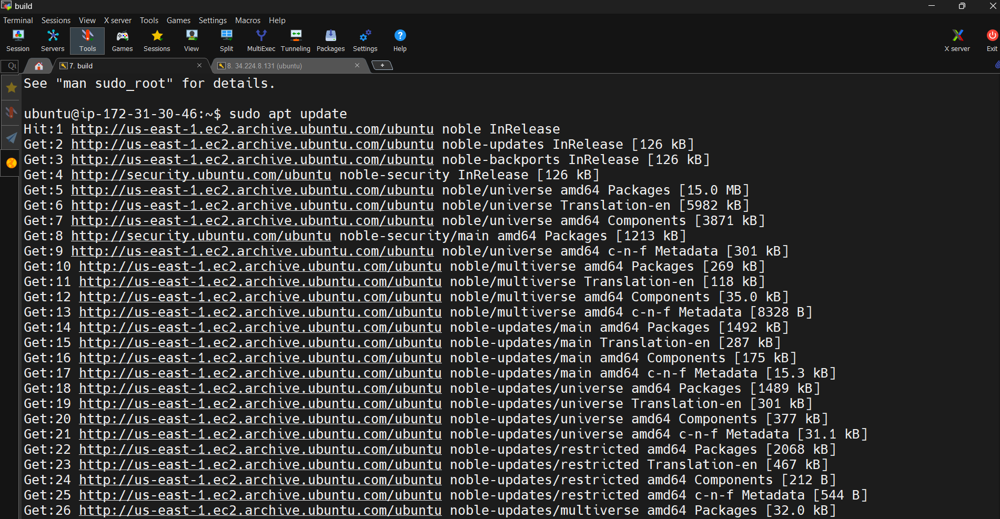 build
Terminal Sessions View X server Tools Games Settings Macros Help
Session Servers Tools Games Sessions View Split MultiExec Tunneling Packages Settings Help X server Exit
7. build 8. 34.224.8.131 (ubuntu)
See "man sudo_root" for details.
ubuntu@ip-172-31-30-46:~$ sudo apt update
Hit:1 http://us-east-1.ec2.archive.ubuntu.com/ubuntu noble InRelease
Get:2 http://us-east-1.ec2.archive.ubuntu.com/ubuntu noble-updates InRelease [126 kB]
Get:3 http://us-east-1.ec2.archive.ubuntu.com/ubuntu noble-backports InRelease [126 kB]
Get:4 http://security.ubuntu.com/ubuntu noble-security InRelease [126 kB]
Get:5 http://us-east-1.ec2.archive.ubuntu.com/ubuntu noble/universe amd64 Packages [15.0 MB]
Get:6 http://us-east-1.ec2.archive.ubuntu.com/ubuntu noble/universe Translation-en [5982 kB]
Get:7 http://us-east-1.ec2.archive.ubuntu.com/ubuntu noble/universe amd64 Components [3871 kB]
Get:8 http://security.ubuntu.com/ubuntu noble-security/main amd64 Packages [1213 kB]
Get:9 http://us-east-1.ec2.archive.ubuntu.com/ubuntu noble/universe amd64 c-n-f Metadata [301 kB]
Get:10 http://us-east-1.ec2.archive.ubuntu.com/ubuntu noble/multiverse amd64 Packages [269 kB]
Get:11 http://us-east-1.ec2.archive.ubuntu.com/ubuntu noble/multiverse Translation-en [118 kB]
Get:12 http://us-east-1.ec2.archive.ubuntu.com/ubuntu noble/multiverse amd64 Components [35.0 kB]
Get:13 http://us-east-1.ec2.archive.ubuntu.com/ubuntu noble/multiverse amd64 c-n-f Metadata [8328 B]
Get:14 http://us-east-1.ec2.archive.ubuntu.com/ubuntu noble-updates/main amd64 Packages [1492 kB]
Get:15 http://us-east-1.ec2.archive.ubuntu.com/ubuntu noble-updates/main Translation-en [287 kB]
Get:16 http://us-east-1.ec2.archive.ubuntu.com/ubuntu noble-updates/main amd64 Components [175 kB]
Get:17 http://us-east-1.ec2.archive.ubuntu.com/ubuntu noble-updates/main amd64 c-n-f Metadata [15.3 kB]
Get:18 http://us-east-1.ec2.archive.ubuntu.com/ubuntu noble-updates/universe amd64 Packages [1489 kB]
Get:19 http://us-east-1.ec2.archive.ubuntu.com/ubuntu noble-updates/universe Translation-en [301 kB]
Get:20 http://us-east-1.ec2.archive.ubuntu.com/ubuntu noble-updates/universe amd64 Components [377 kB]
Get:21 http://us-east-1.ec2.archive.ubuntu.com/ubuntu noble-updates/universe amd64 c-n-f Metadata [31.1 kB]
Get:22 http://us-east-1.ec2.archive.ubuntu.com/ubuntu noble-updates/restricted amd64 Packages [2068 kB]
Get:23 http://us-east-1.ec2.archive.ubuntu.com/ubuntu noble-updates/restricted Translation-en [467 kB]
Get:24 http://us-east-1.ec2.archive.ubuntu.com/ubuntu noble-updates/restricted amd64 Components [212 B]
Get:25 http://us-east-1.ec2.archive.ubuntu.com/ubuntu noble-updates/restricted amd64 c-n-f Metadata [544 B]
Get:26 http://us-east-1.ec2.archive.ubuntu.com/ubuntu noble-updates/multiverse amd64 Packages [32.0 kB]